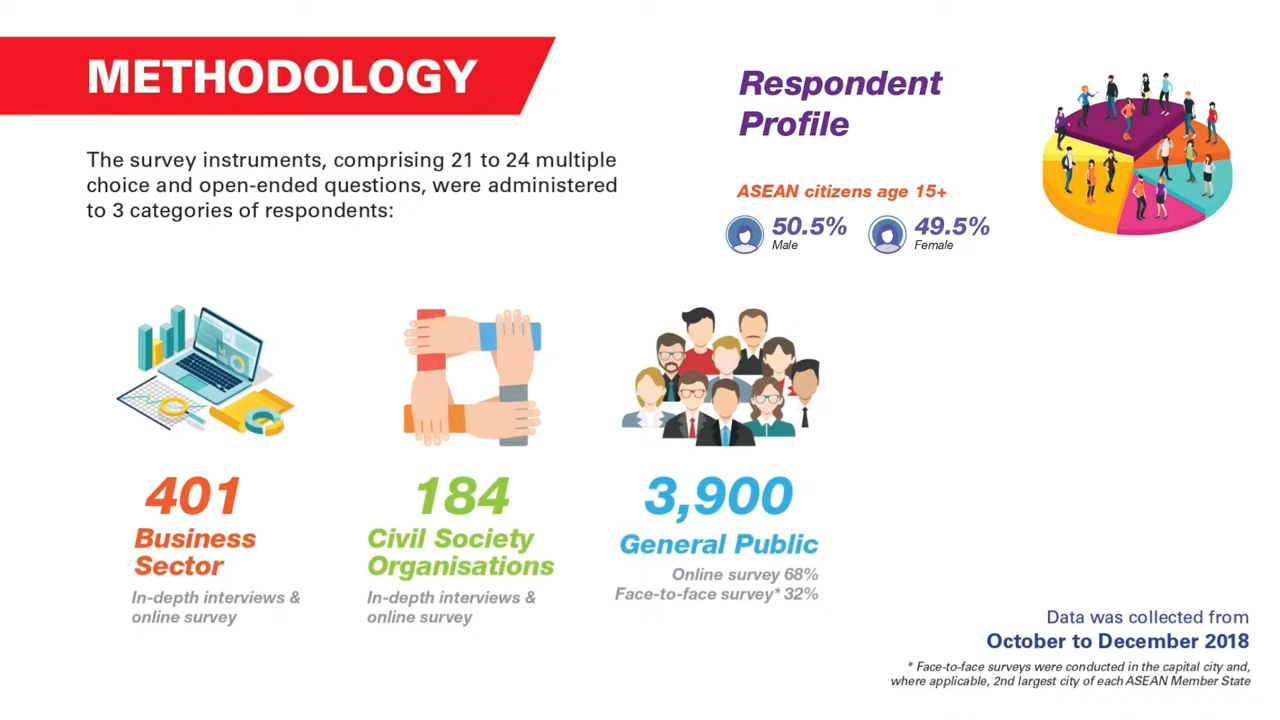 METHODOLOGY
The survey instruments, comprising 21 to 24 multiple
choice and open-ended questions, were administered
to 3 categories of respondents:
Respondent
Profile
ASEAN citizens age 15+
50.5%
Male
49.5%
Female
401
Business
Sector
In-depth interviews &
online survey
184
Civil Society
Organisations
In-depth interviews &
online survey
3,900
General Public
Online survey 68%
Face-to-face survey* 32%
Data was collected from
October to December 2018
* Face-to-face surveys were conducted in the capital city and,
where applicable, 2nd largest city of each ASEAN Member State